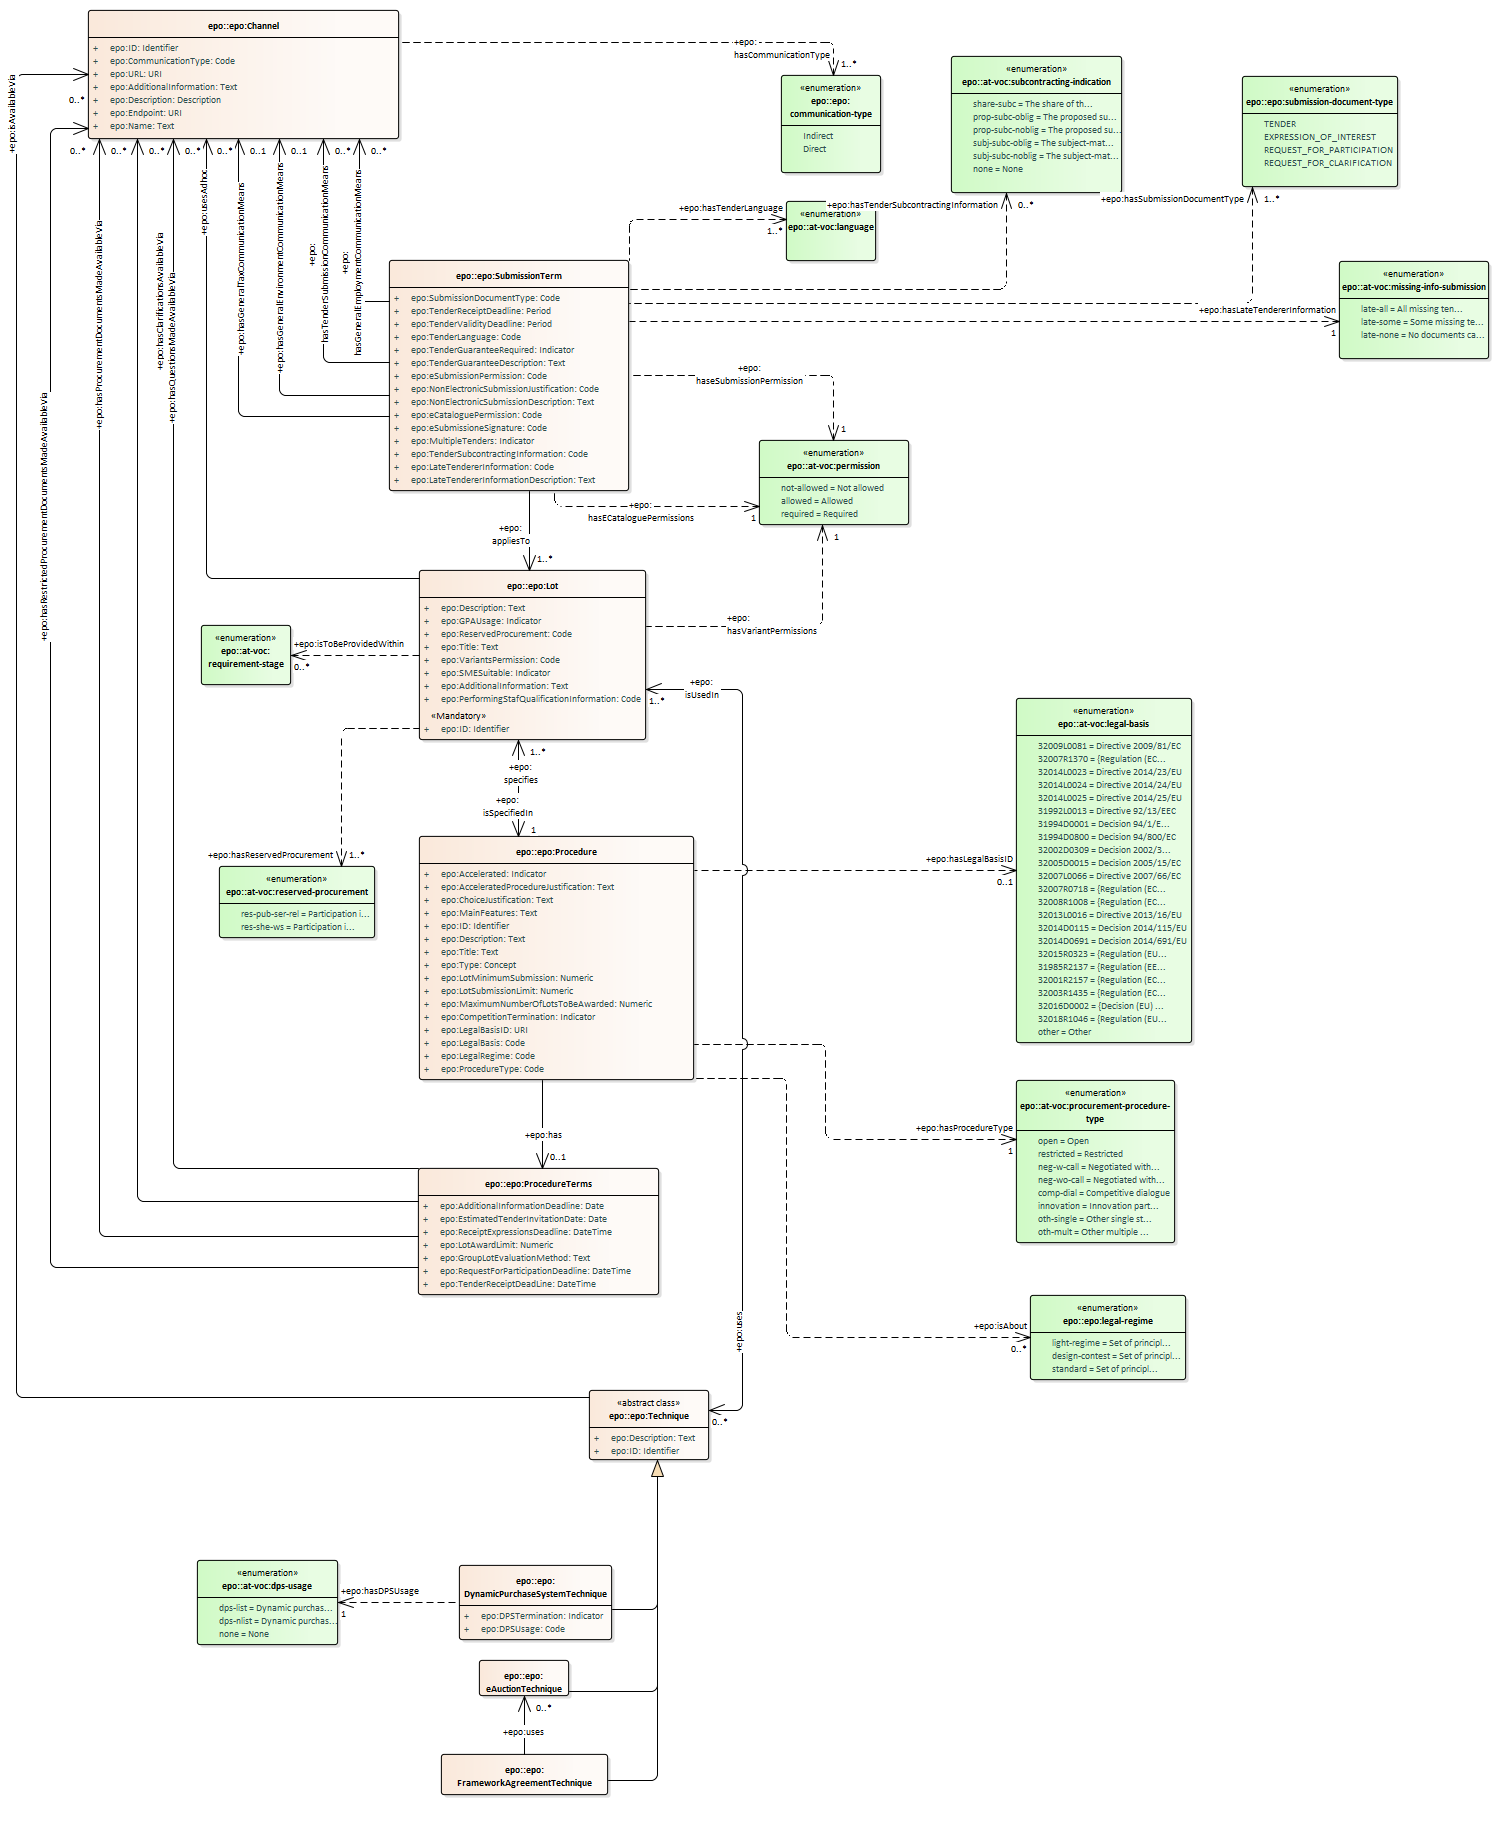 epo::epo:Channel
+ epo:ID: Identifier
+ epo:CommunicationType: Code
+ epo:URL: URI
+ epo:AdditionalInformation: Text
+ epo:Description: Description
+ epo:Endpoint: URI
+ epo:Name: Text
+epo:
hasCommunicationType
1..*
«enumeration»
epo::epo:
communication-type
Indirect
Direct
«enumeration»
epo::at-voc:subcontracting-indication
share-subc = The share of th...
prop-subc-oblig = The proposed su...
prop-subc-noblig = The proposed su...
subj-subc-oblig = The subject-mat...
subj-subc-noblig = The subject-mat...
none = None
«enumeration»
epo::epo:submission-document-type
TENDER
EXPRESSION_OF_INTEREST
REQUEST_FOR_PARTICIPATION
REQUEST_FOR_CLARIFICATION
+epo:isAvailableVia
0..*
0..*
0..*
0..*
0..*
0..*
0..1
0..1
0..*
0..*
+epo:hasRestrictedProcurementDocumentsMadeAvailableVia
+epo:hasProcurementDocumentsMadeAvailableVia
+epo:hasClarificationsAvailableVia
+epo:hasQuestionsMadeAvailableVia
+epo:usesAdhoc
+epo:hasGeneralTaxCommunicationMeans
+epo:hasGeneralEnvironmentCommunicationMeans
+epo:
hasTenderSubmissionCommunicationMeans
+epo:
hasGeneralEmploymentCommunicationMeans
+epo:hasTenderLanguage
1..*
«enumeration»
epo::at-voc:language
+epo:hasTenderSubcontractingInformation
0..*
+epo:hasSubmissionDocumentType
1..*
«enumeration»
epo::at-voc:missing-info-submission
late-all = All missing ten...
late-some = Some missing te...
late-none = No documents ca...
+epo:hasLateTendererInformation
1
epo::epo:SubmissionTerm
+ epo:SubmissionDocumentType: Code
+ epo:TenderReceiptDeadline: Period
+ epo:TenderValidityDeadline: Period
+ epo:TenderLanguage: Code
+ epo:TenderGuaranteeRequired: Indicator
+ epo:TenderGuaranteeDescription: Text
+ epo:eSubmissionPermission: Code
+ epo:NonElectronicSubmissionJustification: Code
+ epo:NonElectronicSubmissionDescription: Text
+ epo:eCataloguePermission: Code
+ epo:eSubmissioneSignature: Code
+ epo:MultipleTenders: Indicator
+ epo:TenderSubcontractingInformation: Code
+ epo:LateTendererInformation: Code
+ epo:LateTendererInformationDescription: Text
+epo:
haseSubmissionPermission
1
«enumeration»
epo::at-voc:permission
not-allowed = Not allowed
allowed = Allowed
required = Required
+epo:
hasECataloguePermissions
1
+epo:
appliesTo
1..*
1
+epo:
hasVariantPermissions
epo::epo:Lot
+ epo:Description: Text
+ epo:GPAUsage: Indicator
+ epo:ReservedProcurement: Code
+ epo:Title: Text
+ epo:VariantsPermission: Code
+ epo:SMESuitable: Indicator
+ epo:AdditionalInformation: Text
+ epo:PerformingStafQualificationInformation: Code
«Mandatory»
+ epo:ID: Identifier
«enumeration»
epo::at-voc:
requirement-stage
+epo:isToBeProvidedWithin
0..*
+epo:
isUsedIn
1..*
1..*
+epo:
specifies
+epo:
isSpecifiedIn
1
+epo:hasReservedProcurement
1..*
«enumeration»
epo::at-voc:reserved-procurement
res-pub-ser-rel = Participation i...
res-she-ws = Participation i...
epo::epo:Procedure
+ epo:Accelerated: Indicator
+ epo:AcceleratedProcedureJustification: Text
+ epo:ChoiceJustification: Text
+ epo:MainFeatures: Text
+ epo:ID: Identifier
+ epo:Description: Text
+ epo:Title: Text
+ epo:Type: Concept
+ epo:LotMinimumSubmission: Numeric
+ epo:LotSubmissionLimit: Numeric
+ epo:MaximumNumberOfLotsToBeAwarded: Numeric
+ epo:CompetitionTermination: Indicator
+ epo:LegalBasisID: URI
+ epo:LegalBasis: Code
+ epo:LegalRegime: Code
+ epo:ProcedureType: Code
+epo:hasLegalBasisID
0..1
«enumeration»
epo::at-voc:legal-basis
32009L0081 = Directive 2009/81/EC
32007R1370 = {Regulation (EC...
32014L0023 = Directive 2014/23/EU
32014L0024 = Directive 2014/24/EU
32014L0025 = Directive 2014/25/EU
31992L0013 = Directive 92/13/EEC
31994D0001 = Decision 94/1/E...
31994D0800 = Decision 94/800/EC
32002D0309 = Decision 2002/3...
32005D0015 = Decision 2005/15/EC
32007L0066 = Directive 2007/66/EC
32007R0718 = {Regulation (EC...
32008R1008 = {Regulation (EC...
32013L0016 = Directive 2013/16/EU
32014D0115 = Decision 2014/115/EU
32014D0691 = Decision 2014/691/EU
32015R0323 = {Regulation (EU...
31985R2137 = {Regulation (EE...
32001R2157 = {Regulation (EC...
32003R1435 = {Regulation (EC...
32016D0002 = {Decision (EU) ...
32018R1046 = {Regulation (EU...
other = Other
+epo:hasProcedureType
1
«enumeration»
epo::at-voc:procurement-procedure-
type
open = Open
restricted = Restricted
neg-w-call = Negotiated with...
neg-wo-call = Negotiated with...
comp-dial = Competitive dialogue
innovation = Innovation part...
oth-single = Other single st...
oth-mult = Other multiple ...
+epo:has
0..1
epo::epo:ProcedureTerms
+ epo:AdditionalInformationDeadline: Date
+ epo:EstimatedTenderInvitationDate: Date
+ epo:ReceiptExpressionsDeadline: DateTime
+ epo:LotAwardLimit: Numeric
+ epo:GroupLotEvaluationMethod: Text
+ epo:RequestForParticipationDeadline: DateTime
+ epo:TenderReceiptDeadLine: DateTime
+epo:isAbout
0..*
«enumeration»
epo::epo:legal-regime
light-regime = Set of principl...
design-contest = Set of principl...
standard = Set of principl...
+epo:uses
0..*
«abstract class»
epo::epo:Technique
+ epo:Description: Text
+ epo:ID: Identifier
«enumeration»
epo::at-voc:dps-usage
dps-list = Dynamic purchas...
dps-nlist = Dynamic purchas...
none = None
+epo:hasDPSUsage
1
epo::epo:
DynamicPurchaseSystemTechnique
+ epo:DPSTermination: Indicator
+ epo:DPSUsage: Code
epo::epo:
eAuctionTechnique
0..*
+epo:uses
epo::epo:
FrameworkAgreementTechnique